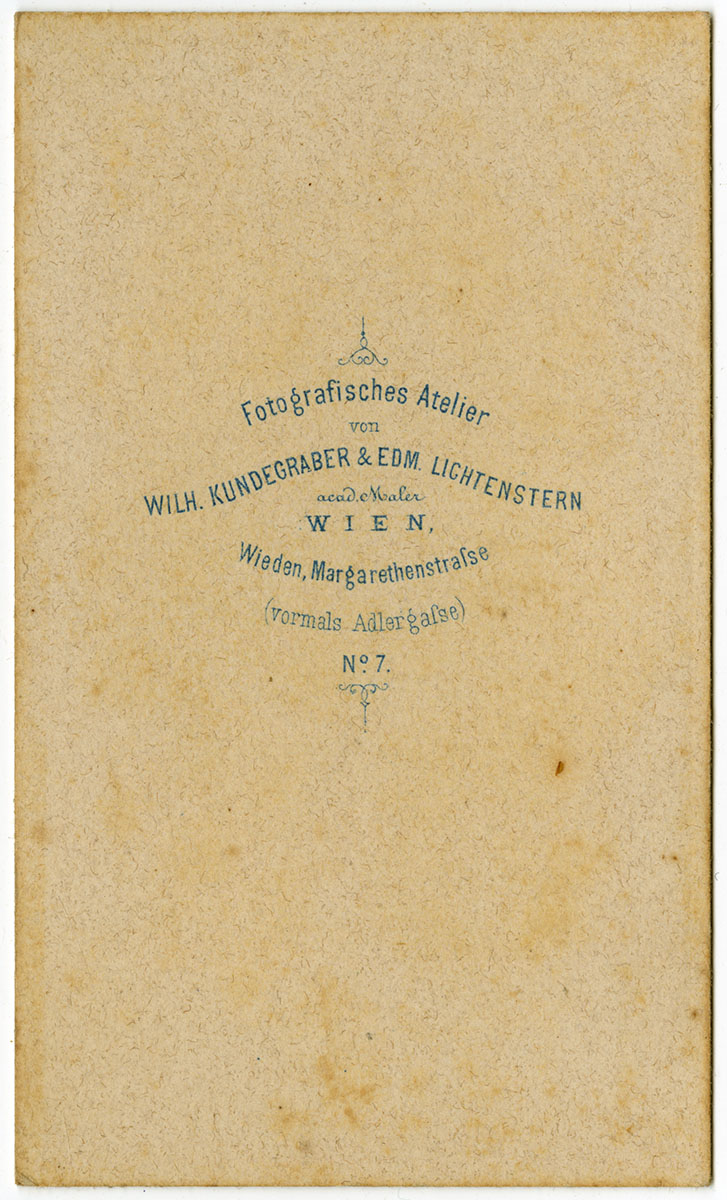 Fotografisches Atelier
von
WILH. KUNDEGRABER & EDM. LICHTENSTERN
acad. Maler
WIEN,
Wieden, Margarethenstraſse
(vormals Adlergaſse)
Nº 7.